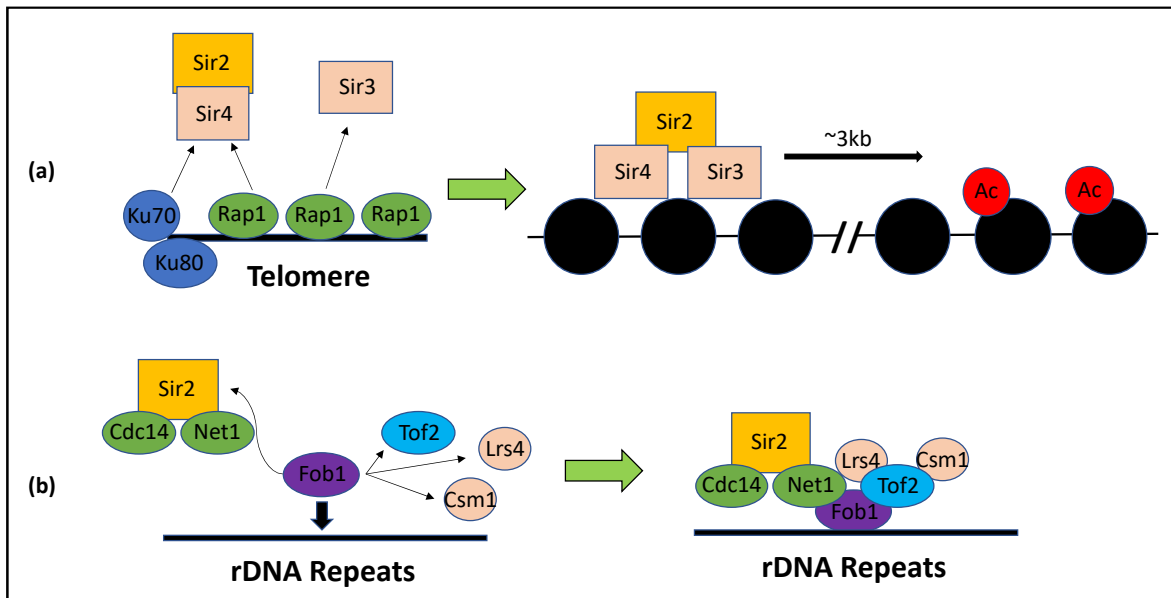 (a)
Sir2
Sir4
Sir3
Ku70
Ku80
Rap1
Rap1
Rap1
Telomere
Sir2
Sir4
Sir3
~3kb
Ac
Ac
(b)
Sir2
Cdc14
Net1
Fob1
Tof2
Lrs4
Csm1
rDNA Repeats
Sir2
Cdc14
Net1
Lrs4
Csm1
Tof2
Fob1
rDNA Repeats